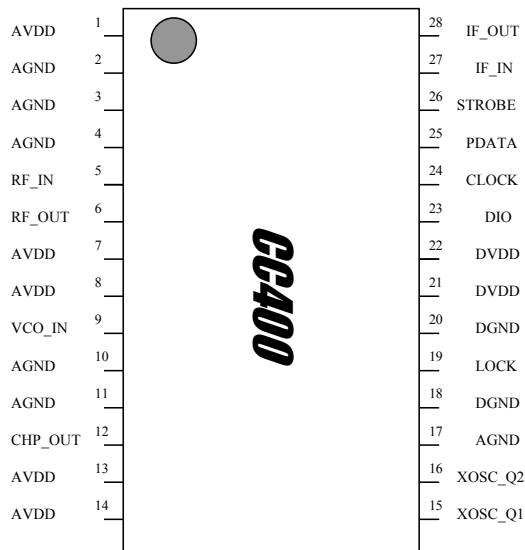 AVDD 1 28 IF_OUT
AGND 2 27 IF_IN
AGND 3 26 STROBE
AGND 4 25 PDATA
RF_IN 5 24 CLOCK
RF_OUT 6 23 DIO
AVDD 7 22 DVDD
AVDD 8 21 DVDD
VCO_IN 9 20 DGND
AGND 10 19 LOCK
AGND 11 18 DGND
CHP_OUT 12 17 AGND
AVDD 13 16 XOSC_Q2
AVDD 14 15 XOSC_Q1
CC400